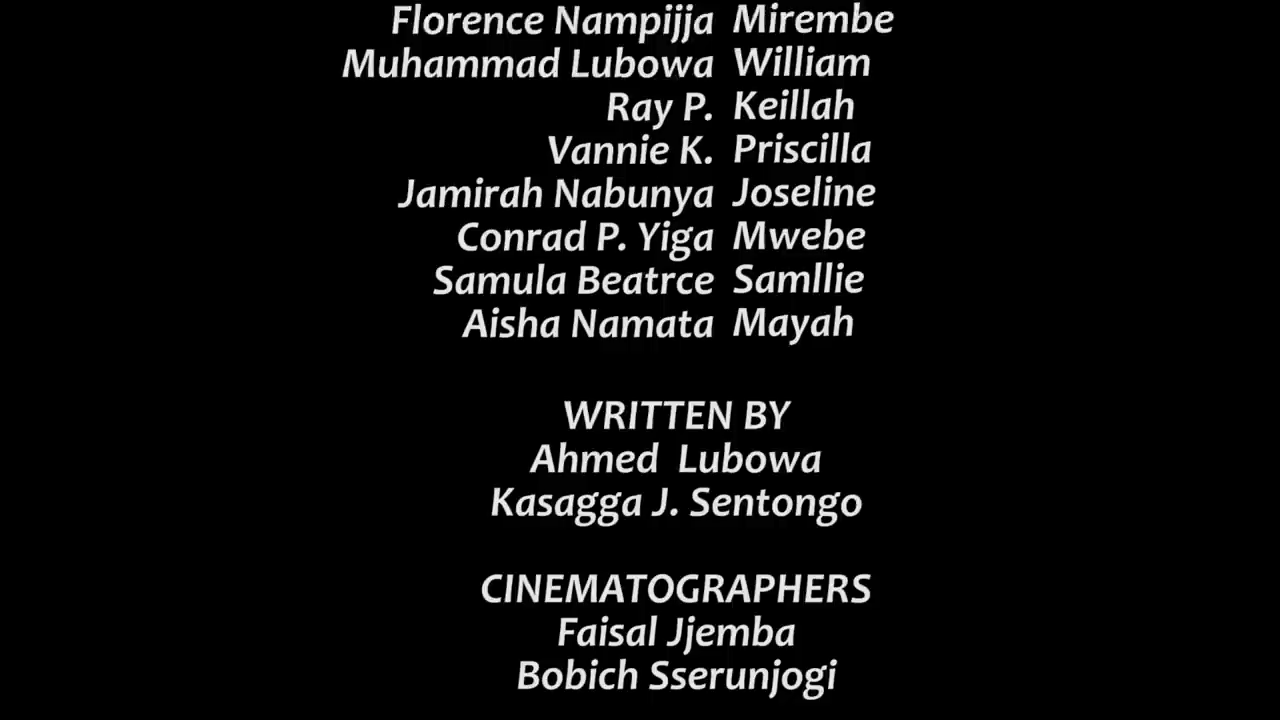 Florence Nampijja Mirembe
Muhammad Lubowa William
Ray P. Keillah
Vannie K. Priscilla
Jamirah Nabunya Joseline
Conrad P. Yiga Mwebe
Samula Beatrce Samllie
Aisha Namata Mayah
WRITTEN BY
Ahmed Lubowa
Kasagga J. Sentongo
CINEMATOGRAPHERS
Faisal Jjemba
Bobich Sserunjogi